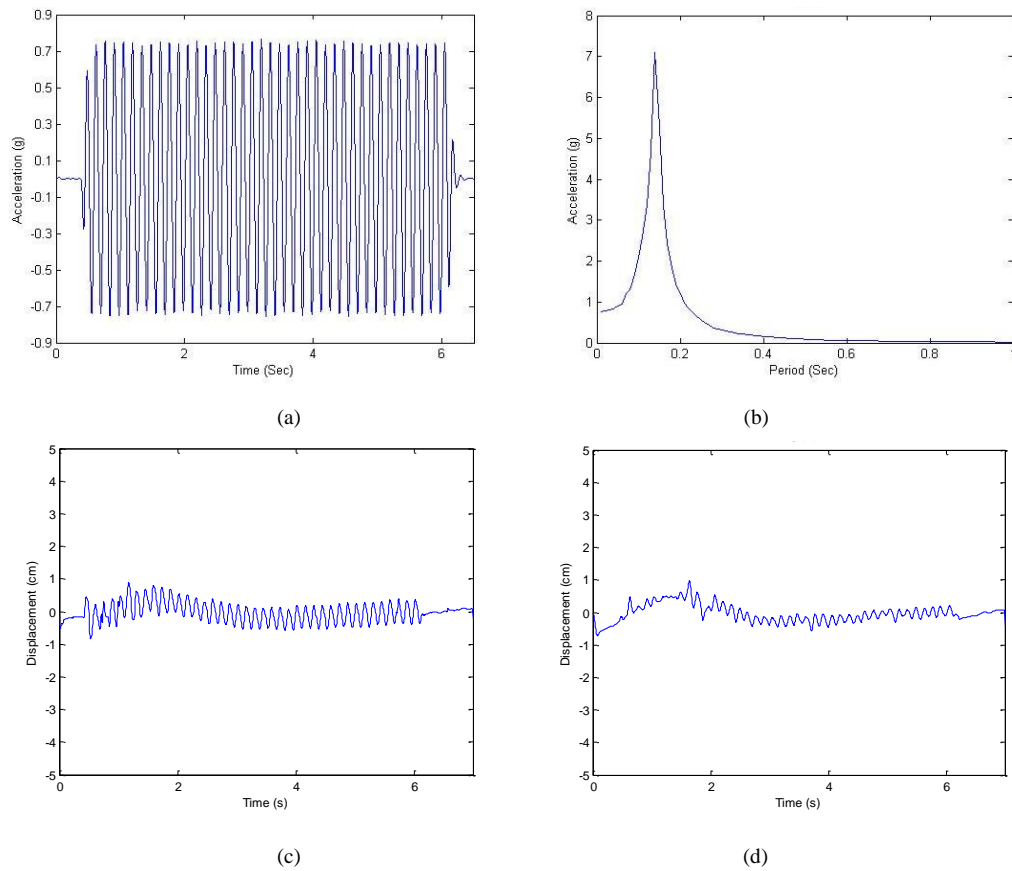 0.9
0.7
0.5
0.3
0.1
-0.1
-0.3
-0.5
-0.7
-0.9
Acceleration (g)
0 2 4 6
Time (Sec)
(a)
8
7
6
5
4
3
2
1
0
Acceleration (g)
0 0.2 0.4 0.6 0.8 1
Period (Sec)
(b)
5
4
3
2
1
0
-1
-2
-3
-4
-5
Displacement (cm)
0 2 4 6
Time (s)
(c)
5
4
3
2
1
0
-1
-2
-3
-4
-5
Displacement (cm)
0 2 4 6
Time (s)
(d)